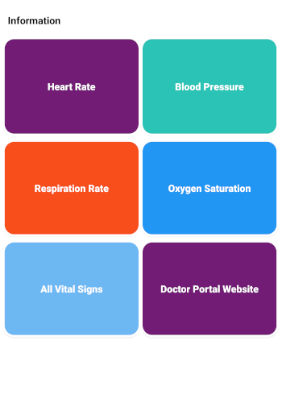 Information
Heart Rate
Blood Pressure
Respiration Rate
Oxygen Saturation
All Vital Signs
Doctor Portal Website